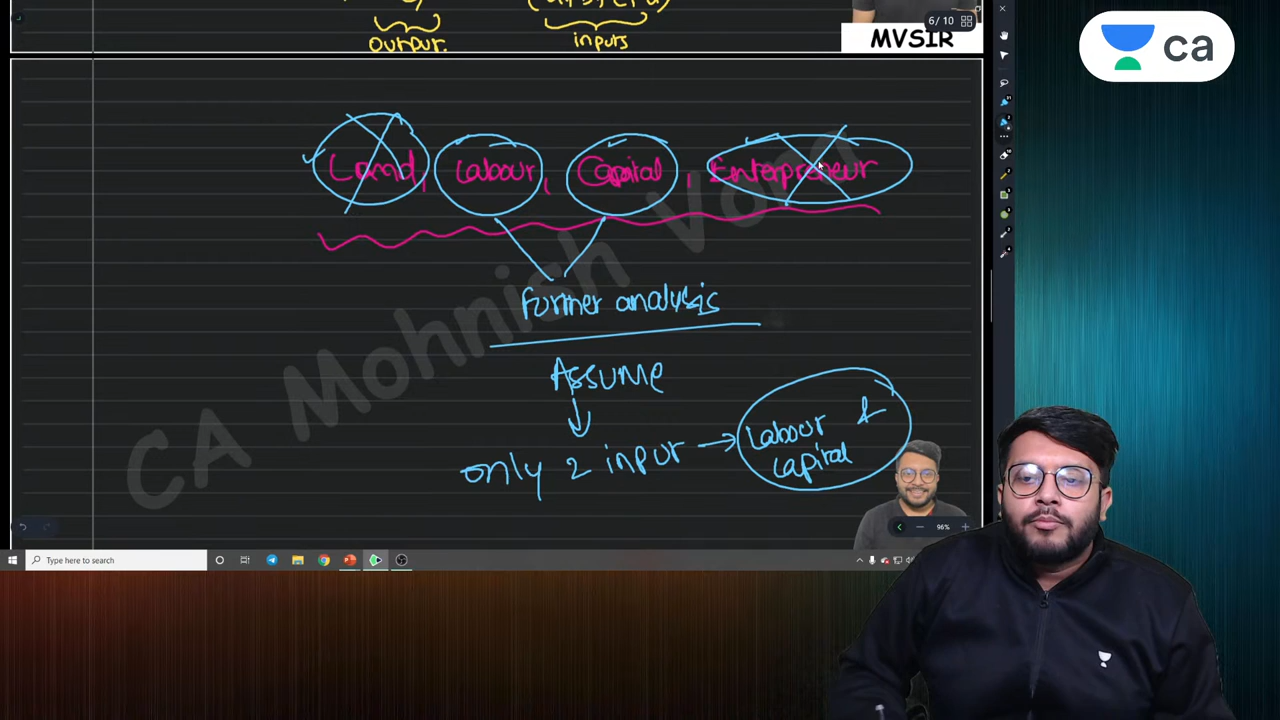 output. inputs
6/10
MVSIR
ca
Land, Labour, Capital, Entrepreneur
Further analysis
Assume
only 2 input → Labour &
capital
CA Mohnish Vora
96%
Type here to search